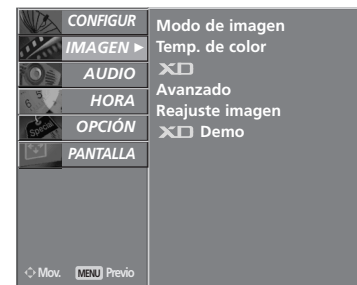 CONFIGUR
IMAGEN ►
AUDIO
HORA
OPCIÓN
PANTALLA
Mov. MENU Previo
Modo de imagen
Temp. de color
XD
Avanzado
Reajuste imagen
XD Demo